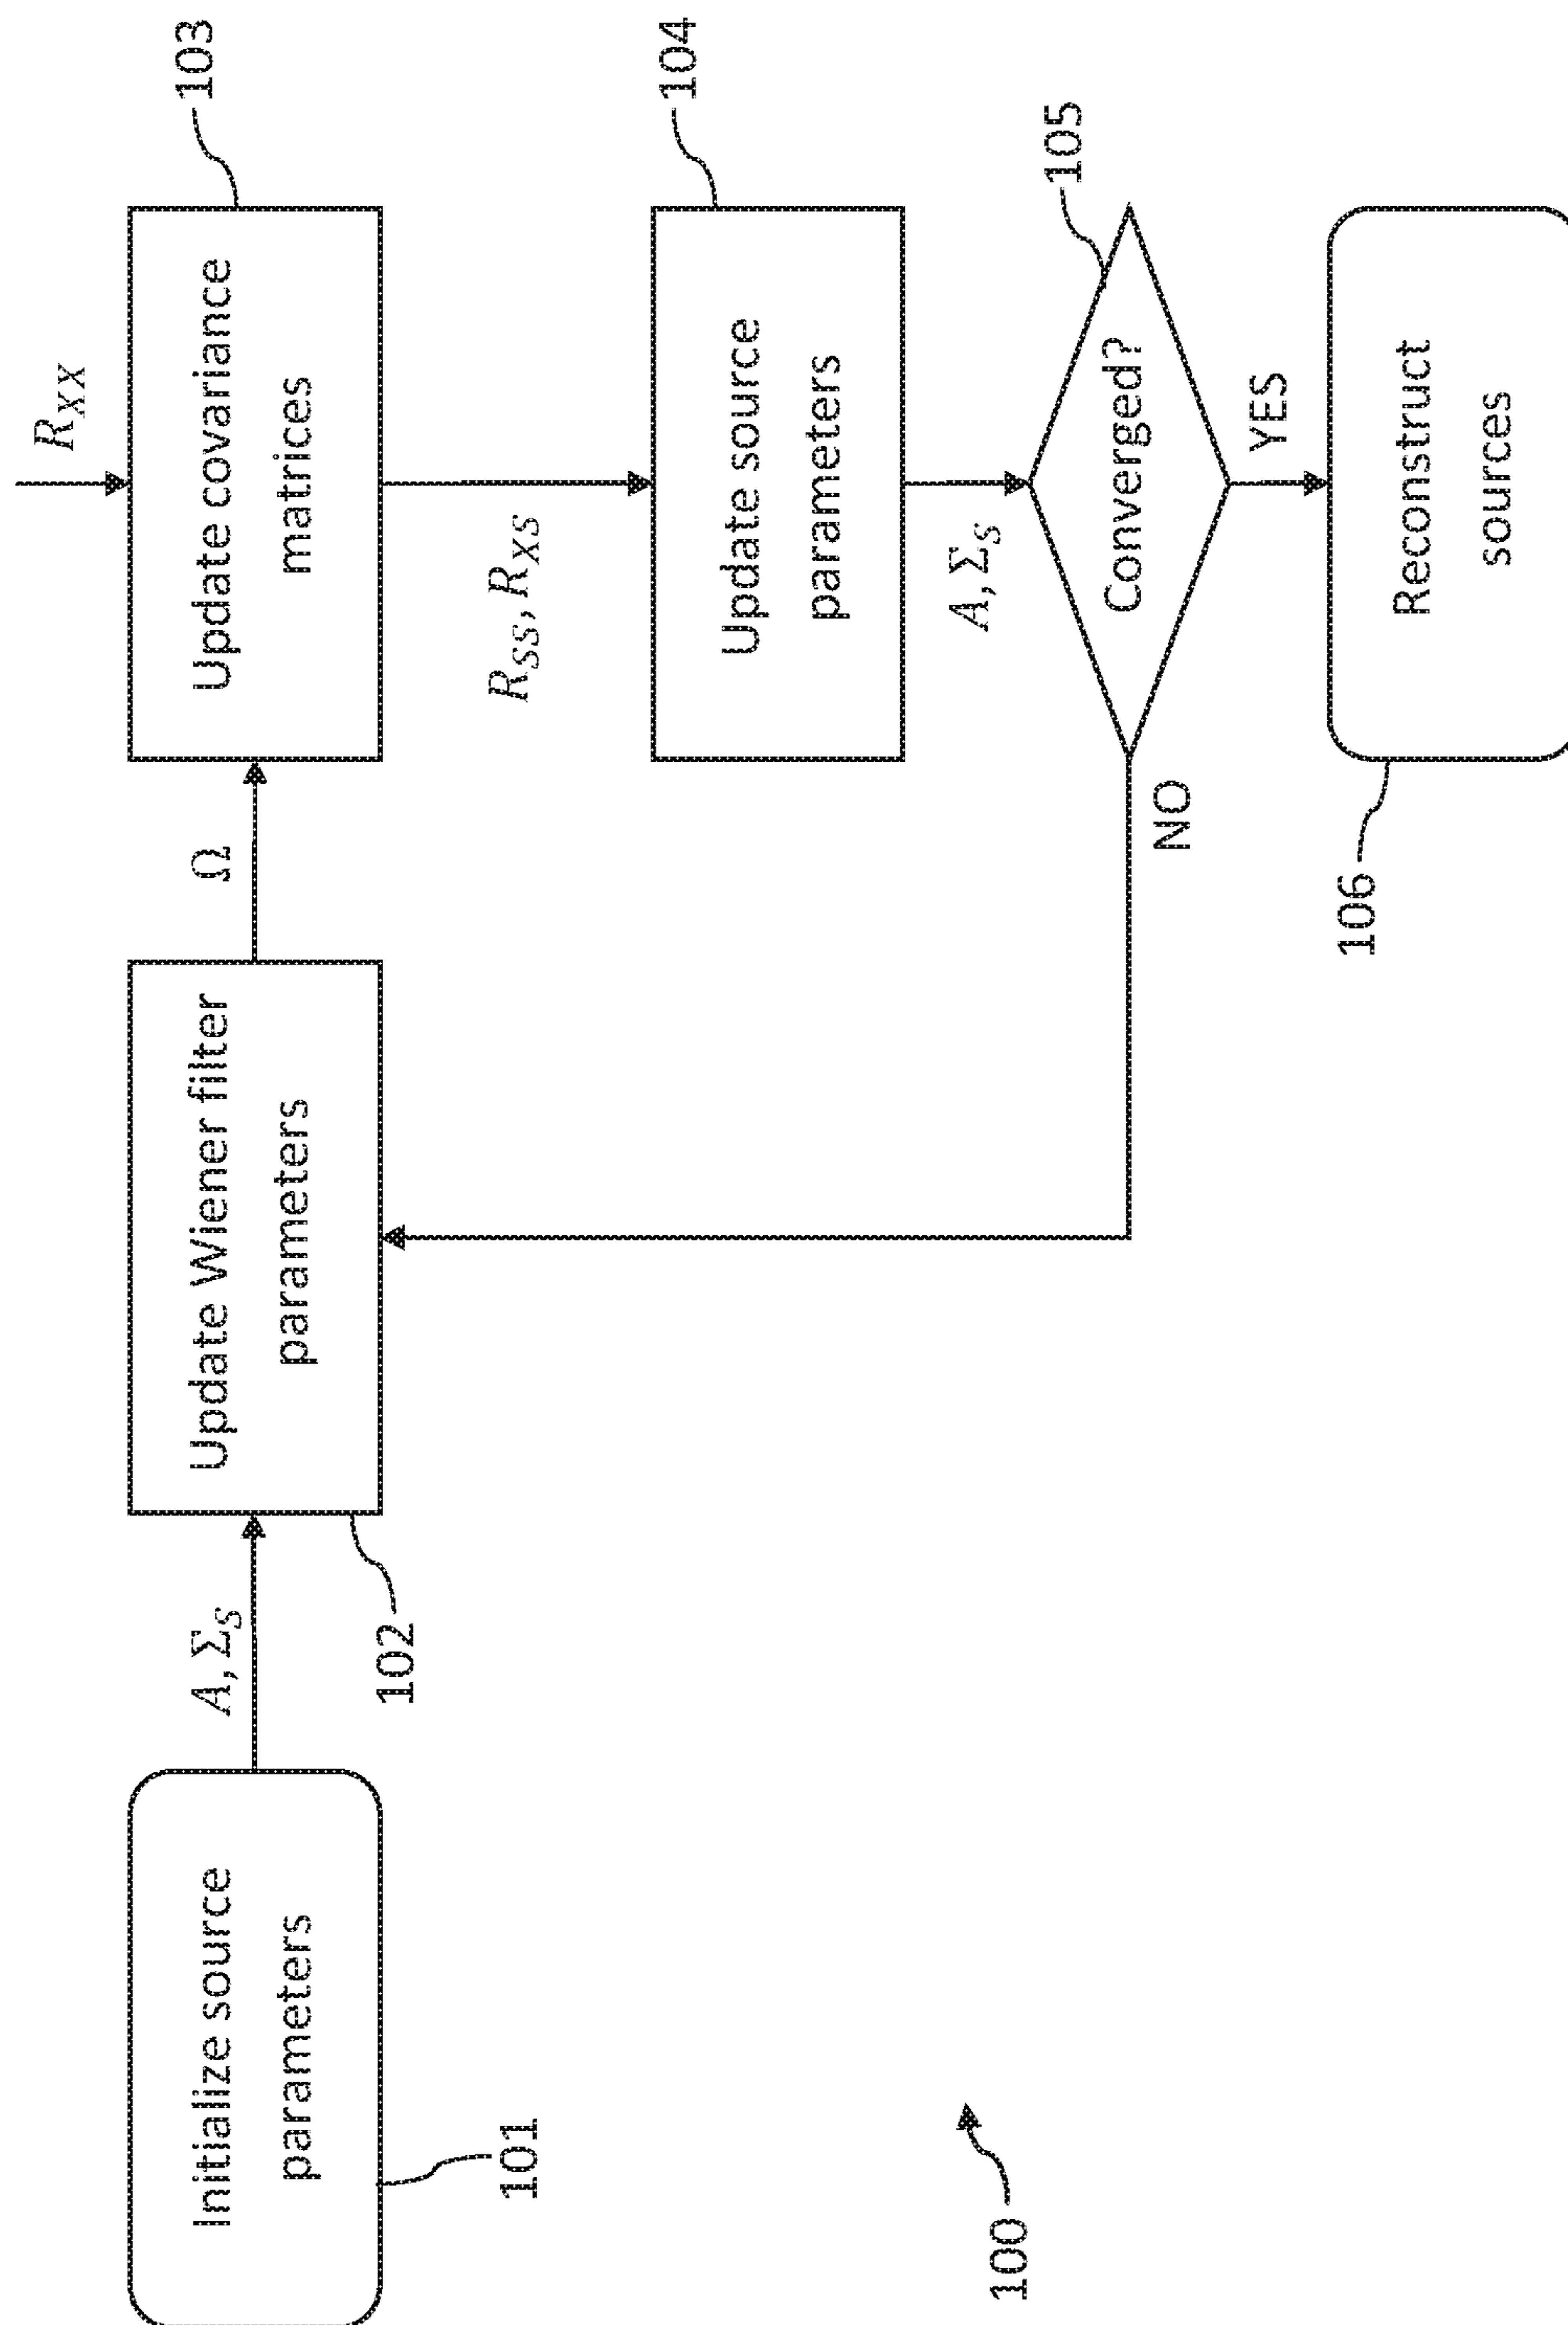 Initialize source
parameters
101
A, Σ_S
Update Wiener filter
parameters
102
Ω
R_XX
Update covariance
matrices
103
R_SS, R_XS
Update source
parameters
104
A, Σ_S
Converged?
105
NO
YES
Reconstruct
sources
106
100